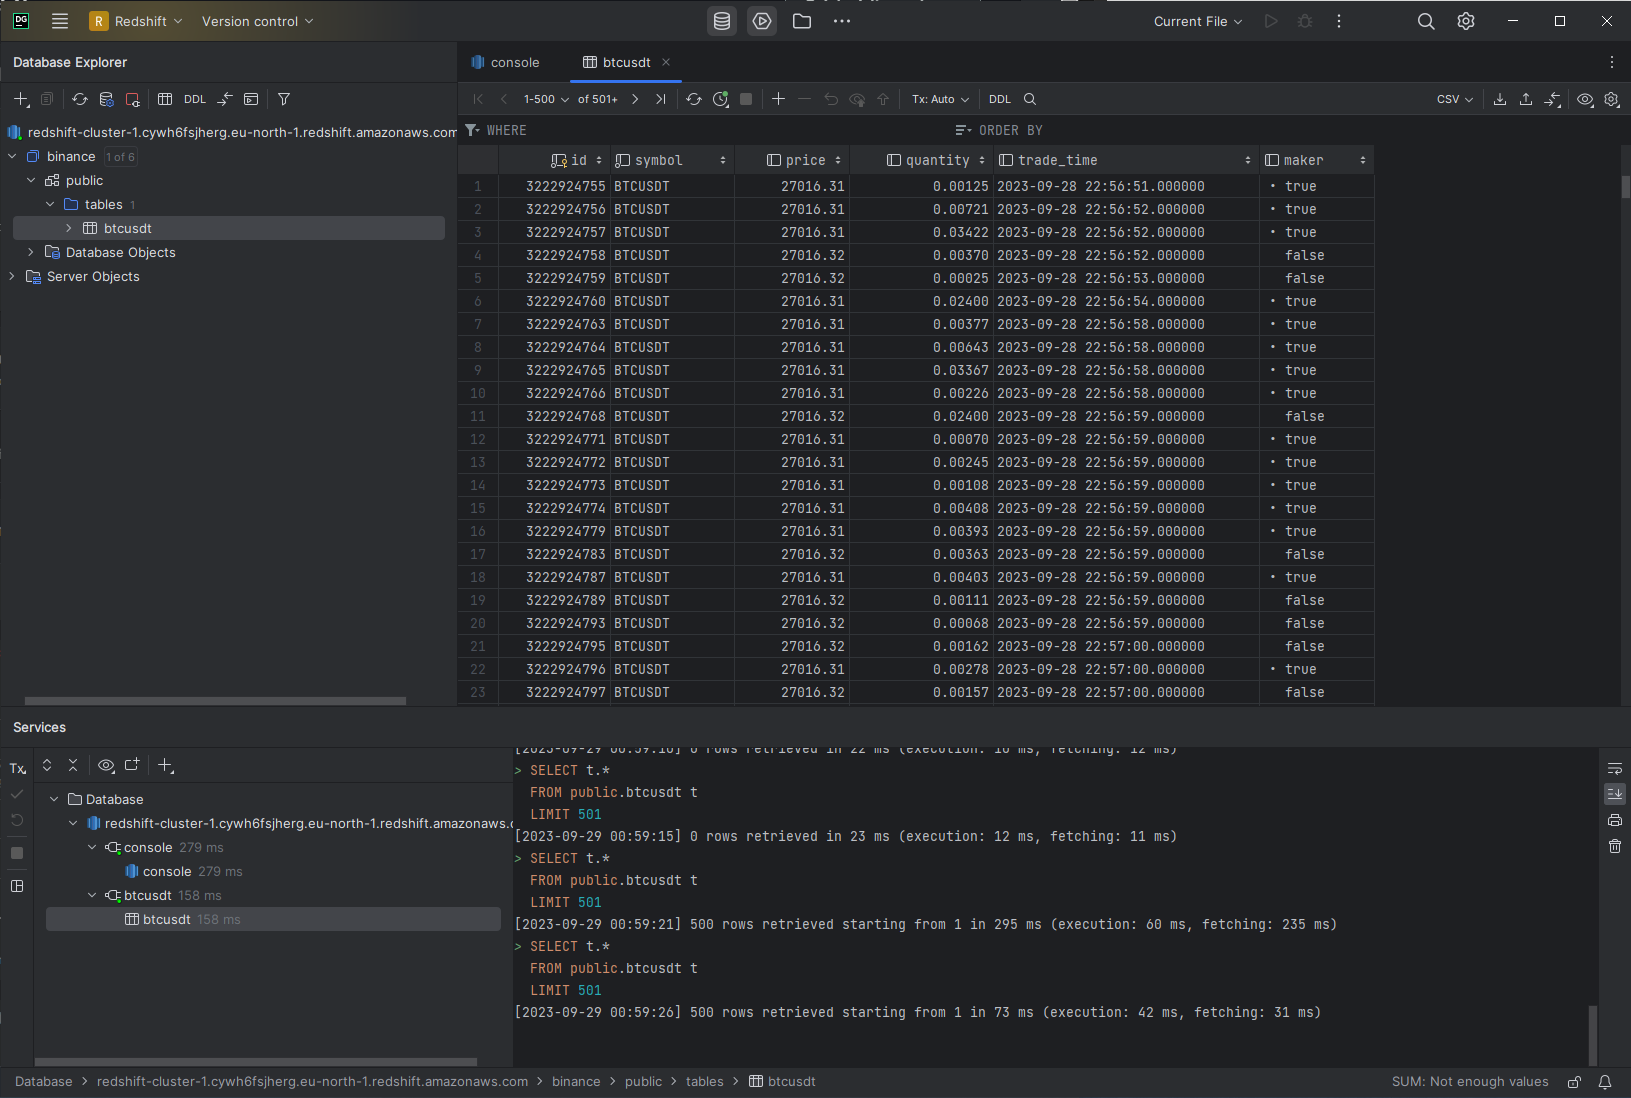 DG R Redshift Version control Current File
Database Explorer
console btcusdt
DDL
1-500 of 501+ Tx: Auto DDL CSV
WHERE ORDER BY
redshift-cluster-1.cywh6fsjherg.eu-north-1.redshift.amazonaws.com
binance 1 of 6
public
tables 1
btcusdt
Database Objects
Server Objects
id symbol price quantity trade_time maker
1 3222924755 BTCUSDT 27016.31 0.00125 2023-09-28 22:56:51.000000 • true
2 3222924756 BTCUSDT 27016.31 0.00721 2023-09-28 22:56:52.000000 • true
3 3222924757 BTCUSDT 27016.31 0.03422 2023-09-28 22:56:52.000000 • true
4 3222924758 BTCUSDT 27016.32 0.00370 2023-09-28 22:56:52.000000 false
5 3222924759 BTCUSDT 27016.32 0.00025 2023-09-28 22:56:53.000000 false
6 3222924760 BTCUSDT 27016.31 0.02400 2023-09-28 22:56:54.000000 • true
7 3222924763 BTCUSDT 27016.31 0.00377 2023-09-28 22:56:58.000000 • true
8 3222924764 BTCUSDT 27016.31 0.00643 2023-09-28 22:56:58.000000 • true
9 3222924765 BTCUSDT 27016.31 0.03367 2023-09-28 22:56:58.000000 • true
10 3222924766 BTCUSDT 27016.31 0.00226 2023-09-28 22:56:58.000000 • true
11 3222924768 BTCUSDT 27016.32 0.02400 2023-09-28 22:56:59.000000 false
12 3222924771 BTCUSDT 27016.31 0.00070 2023-09-28 22:56:59.000000 • true
13 3222924772 BTCUSDT 27016.31 0.00245 2023-09-28 22:56:59.000000 • true
14 3222924773 BTCUSDT 27016.31 0.00108 2023-09-28 22:56:59.000000 • true
15 3222924774 BTCUSDT 27016.31 0.00408 2023-09-28 22:56:59.000000 • true
16 3222924779 BTCUSDT 27016.31 0.00393 2023-09-28 22:56:59.000000 • true
17 3222924783 BTCUSDT 27016.32 0.00363 2023-09-28 22:56:59.000000 false
18 3222924787 BTCUSDT 27016.31 0.00403 2023-09-28 22:56:59.000000 • true
19 3222924789 BTCUSDT 27016.32 0.00111 2023-09-28 22:56:59.000000 false
20 3222924793 BTCUSDT 27016.32 0.00068 2023-09-28 22:56:59.000000 false
21 3222924795 BTCUSDT 27016.32 0.00162 2023-09-28 22:57:00.000000 false
22 3222924796 BTCUSDT 27016.31 0.00278 2023-09-28 22:57:00.000000 • true
23 3222924797 BTCUSDT 27016.32 0.00157 2023-09-28 22:57:00.000000 false
Services
Tx
Database
redshift-cluster-1.cywh6fsjherg.eu-north-1.redshift.amazonaws.c
console 279 ms
console 279 ms
btcusdt 158 ms
btcusdt 158 ms
[2023-09-29 00:59:10] 0 rows retrieved in 22 ms (execution: 10 ms, fetching: 12 ms)
> SELECT t.*
FROM public.btcusdt t
LIMIT 501
[2023-09-29 00:59:15] 0 rows retrieved in 23 ms (execution: 12 ms, fetching: 11 ms)
> SELECT t.*
FROM public.btcusdt t
LIMIT 501
[2023-09-29 00:59:21] 500 rows retrieved starting from 1 in 295 ms (execution: 60 ms, fetching: 235 ms)
> SELECT t.*
FROM public.btcusdt t
LIMIT 501
[2023-09-29 00:59:26] 500 rows retrieved starting from 1 in 73 ms (execution: 42 ms, fetching: 31 ms)
Database > redshift-cluster-1.cywh6fsjherg.eu-north-1.redshift.amazonaws.com > binance > public > tables > btcusdt SUM: Not enough values